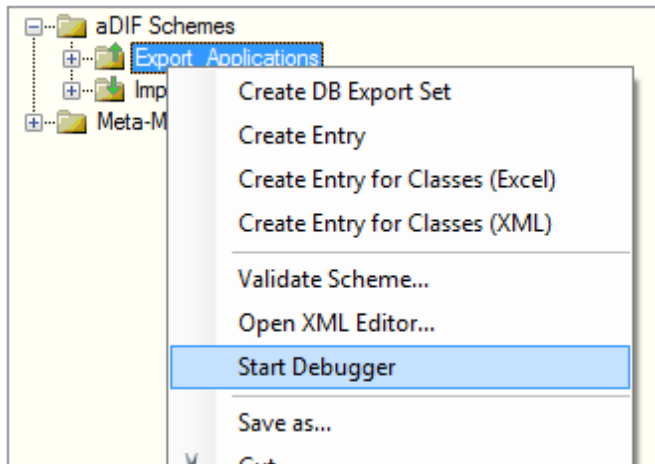 aDIF Schemes
Export_Applications
Imp
Meta-M
Create DB Export Set
Create Entry
Create Entry for Classes (Excel)
Create Entry for Classes (XML)
Validate Scheme...
Open XML Editor...
Start Debugger
Save as...